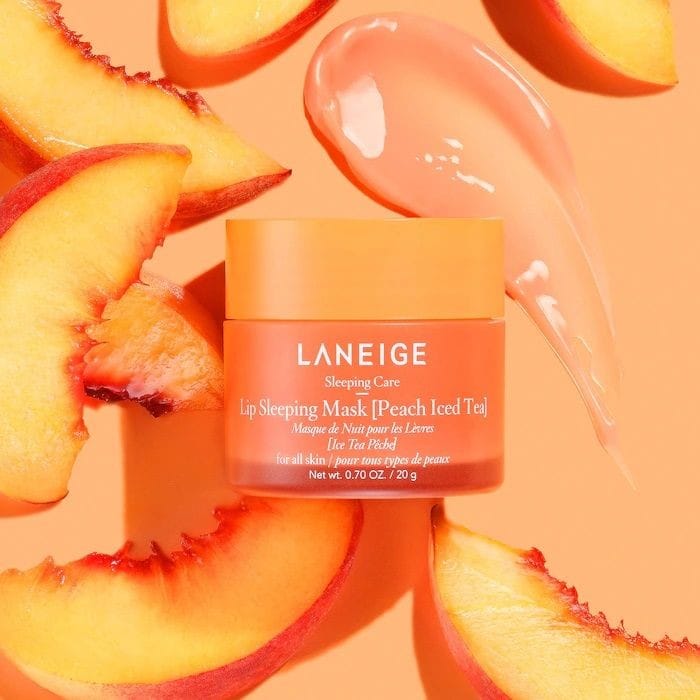 LANEIGE
Sleeping Care
Lip Sleeping Mask [Peach Iced Tea]
Masque de Nuit pour les Lèvres
[Ice Tea Pêche]
for all skin / pour tous types de peaux
Net wt. 0.70 OZ. / 20 g